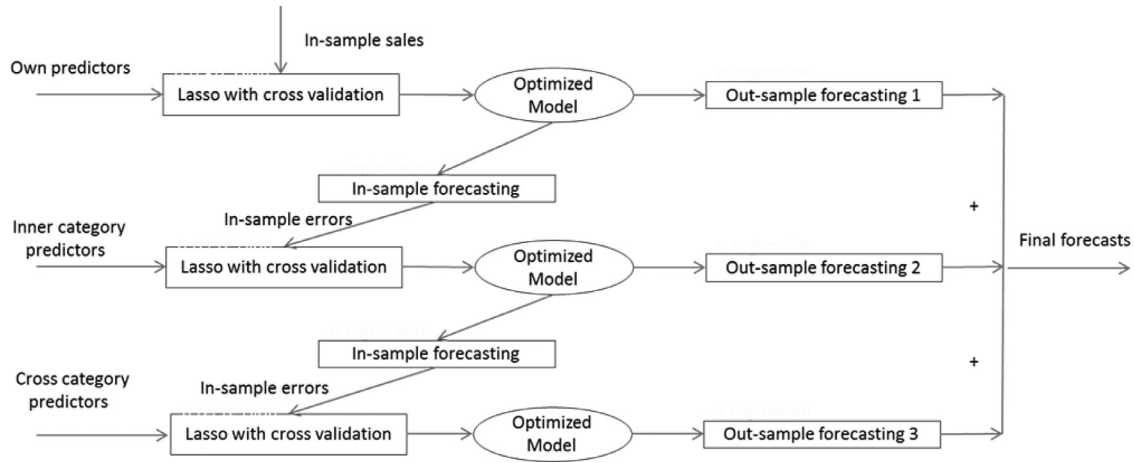 In-sample sales
Own predictors
Lasso with cross validation
Optimized
Model
Out-sample forecasting 1
In-sample forecasting
+
In-sample errors
Inner category
predictors
Lasso with cross validation
Optimized
Model
Out-sample forecasting 2
Final forecasts
In-sample forecasting
+
In-sample errors
Cross category
predictors
Lasso with cross validation
Optimized
Model
Out-sample forecasting 3